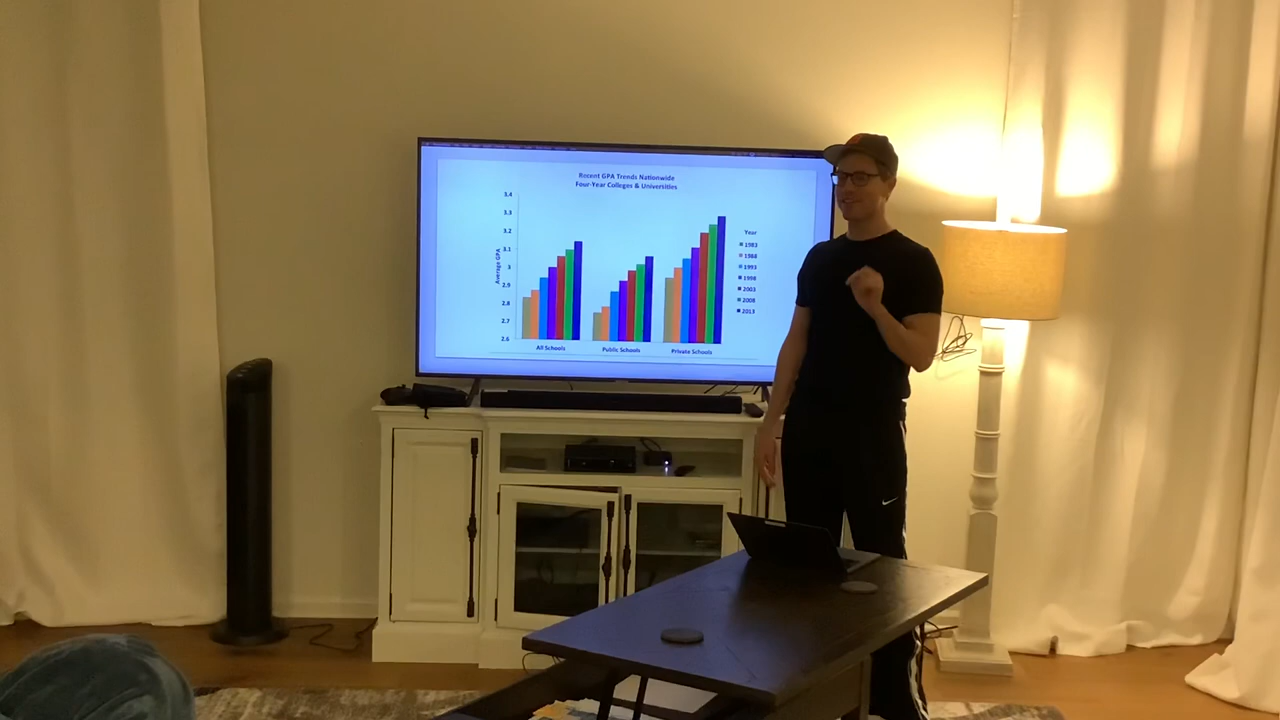 Recent GPA Trends Nationwide
Four-Year Colleges & Universities
3.4
3.3
3.2
3.1
3
2.9
2.8
2.7
2.6
Average GPA
Year
1983
1988
1993
1998
2003
2008
2013
All Schools
Public Schools
Private Schools